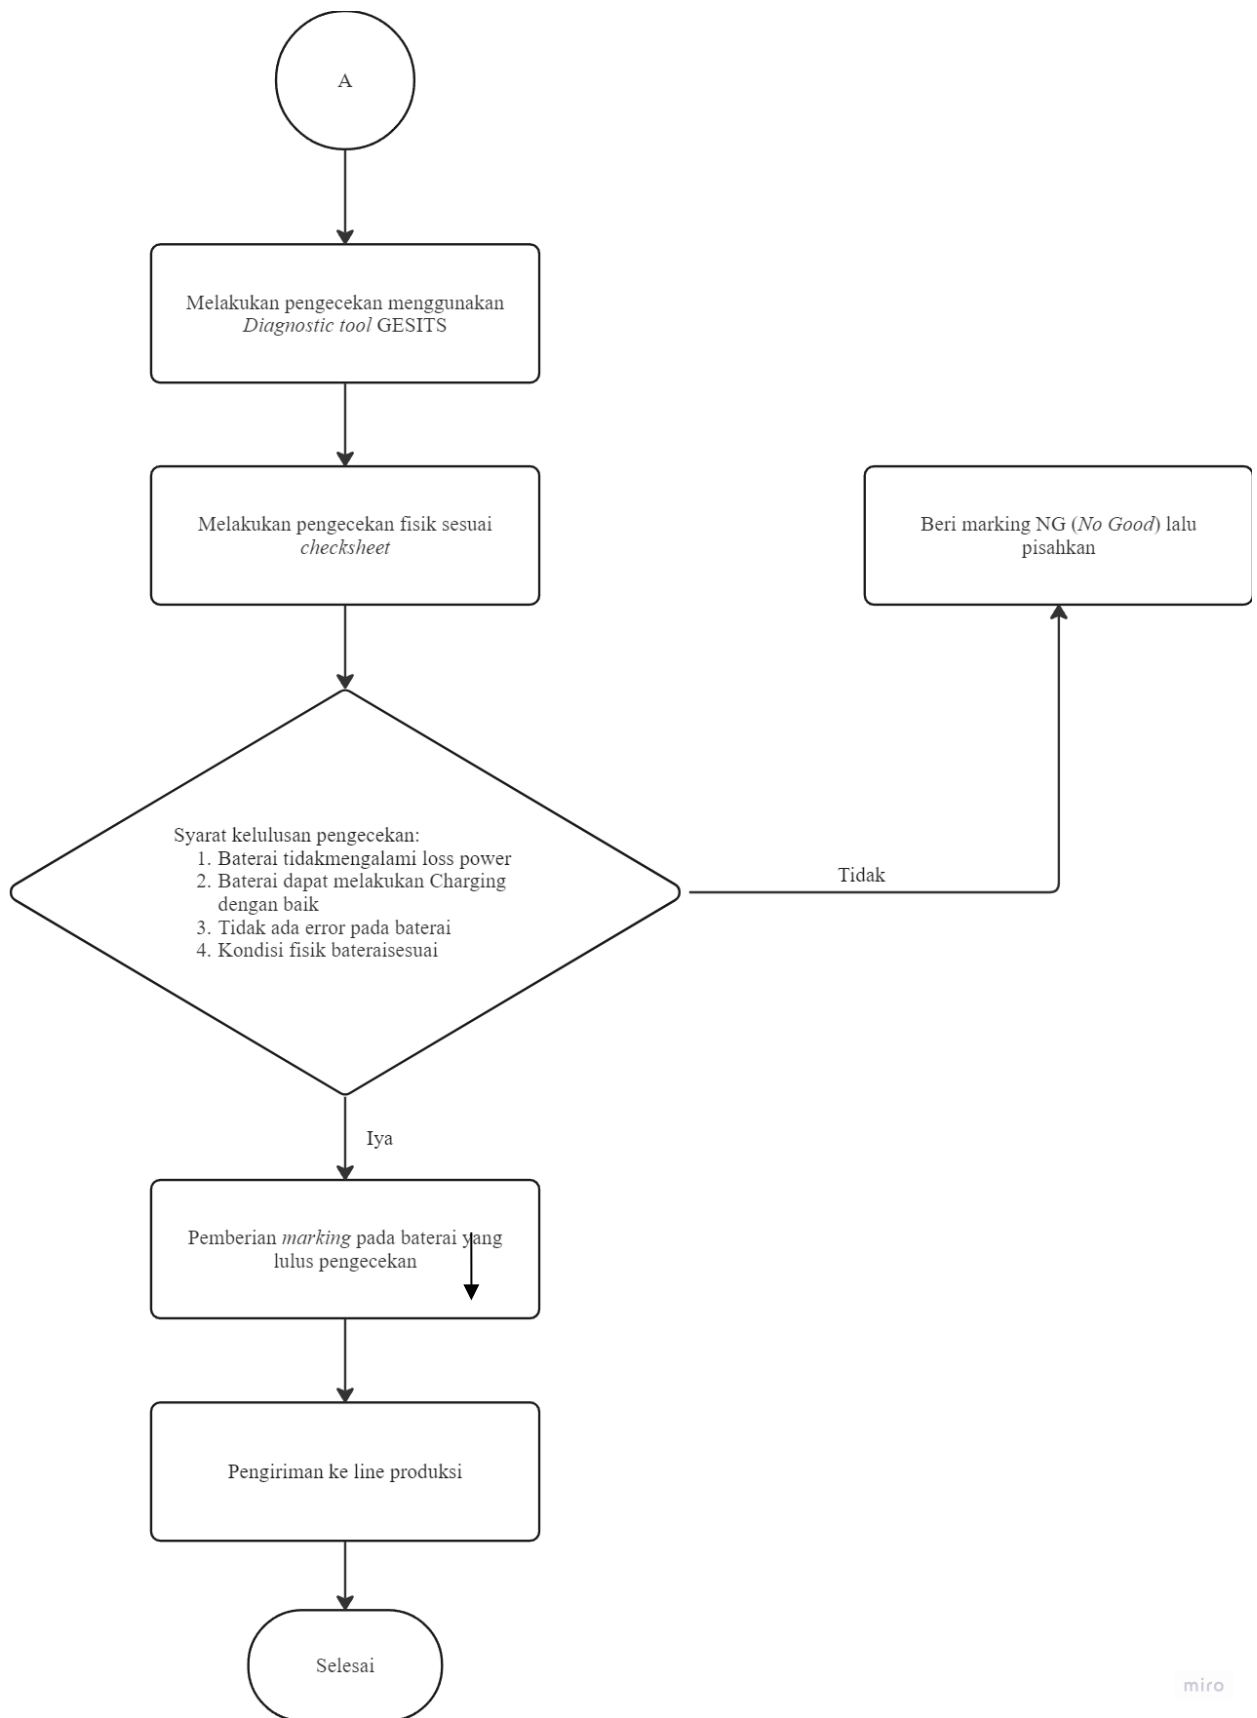 A
Melakukan pengecekan menggunakan
Diagnostic tool GESITS
Melakukan pengecekan fisik sesuai
checksheet
Beri marking NG (No Good) lalu
pisahkan
Syarat kelulusan pengecekan:
1. Baterai tidakmengalami loss power
2. Baterai dapat melakukan Charging
dengan baik
3. Tidak ada error pada baterai
4. Kondisi fisik bateraisesuai
Tidak
Iya
Pemberian marking pada baterai yang
lulus pengecekan
Pengiriman ke line produksi
Selesai
miro